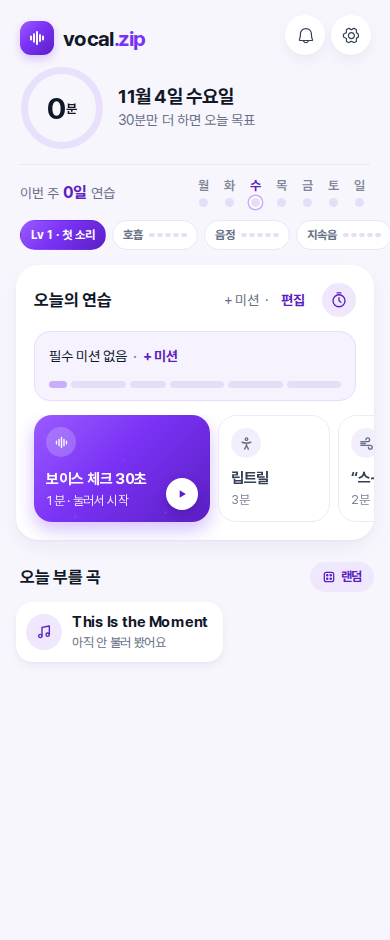 vocal.zip
0분
11월 4일 수요일
30분만 더 하면 오늘 목표
이번 주 0일 연습
월 화 수 목 금 토 일
Lv 1 · 첫 소리
호흡
음정
지속음
오늘의 연습
+ 미션 · 편집
필수 미션 없음 · + 미션
보이스 체크 30초
1분 · 눌러서 시작
립트릴
3분
2분
오늘 부를 곡
랜덤
This Is the Moment
아직 안 불러 봤어요